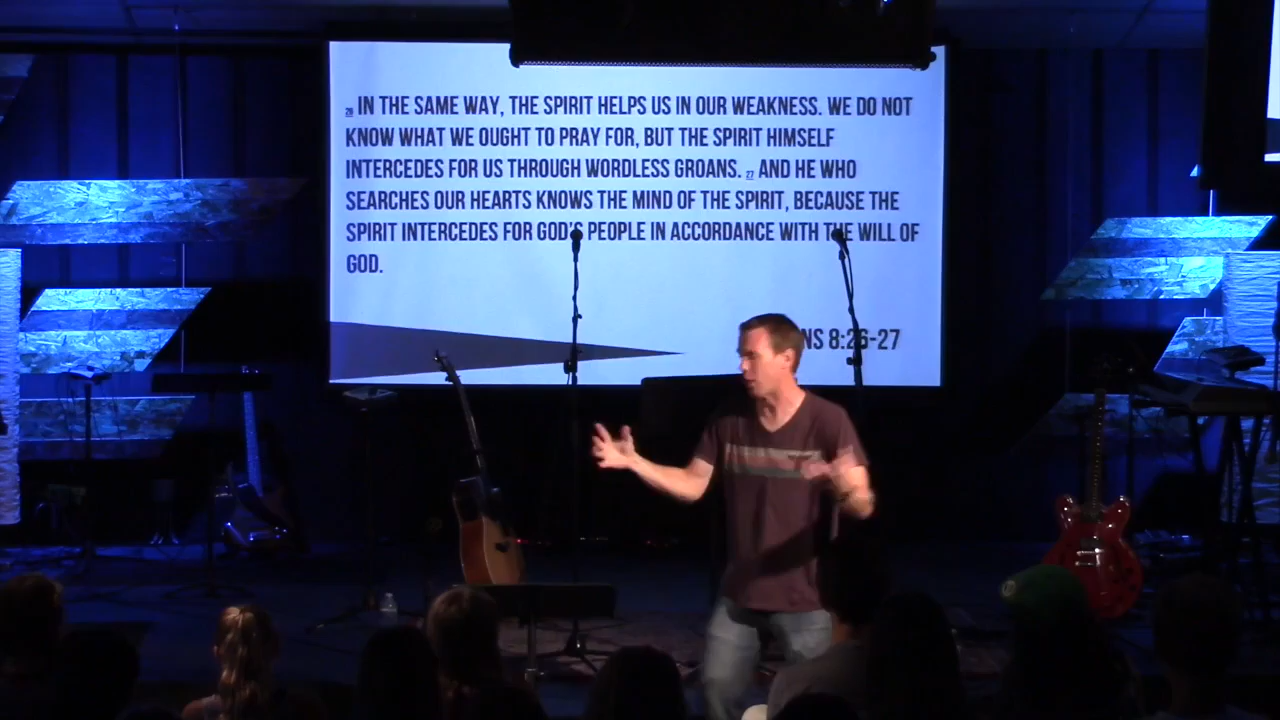 26 IN THE SAME WAY, THE SPIRIT HELPS US IN OUR WEAKNESS. WE DO NOT
KNOW WHAT WE OUGHT TO PRAY FOR, BUT THE SPIRIT HIMSELF
INTERCEDES FOR US THROUGH WORDLESS GROANS. 27 AND HE WHO
SEARCHES OUR HEARTS KNOWS THE MIND OF THE SPIRIT, BECAUSE THE
SPIRIT INTERCEDES FOR GOD'S PEOPLE IN ACCORDANCE WITH THE WILL OF
GOD.
NS 8:26-27